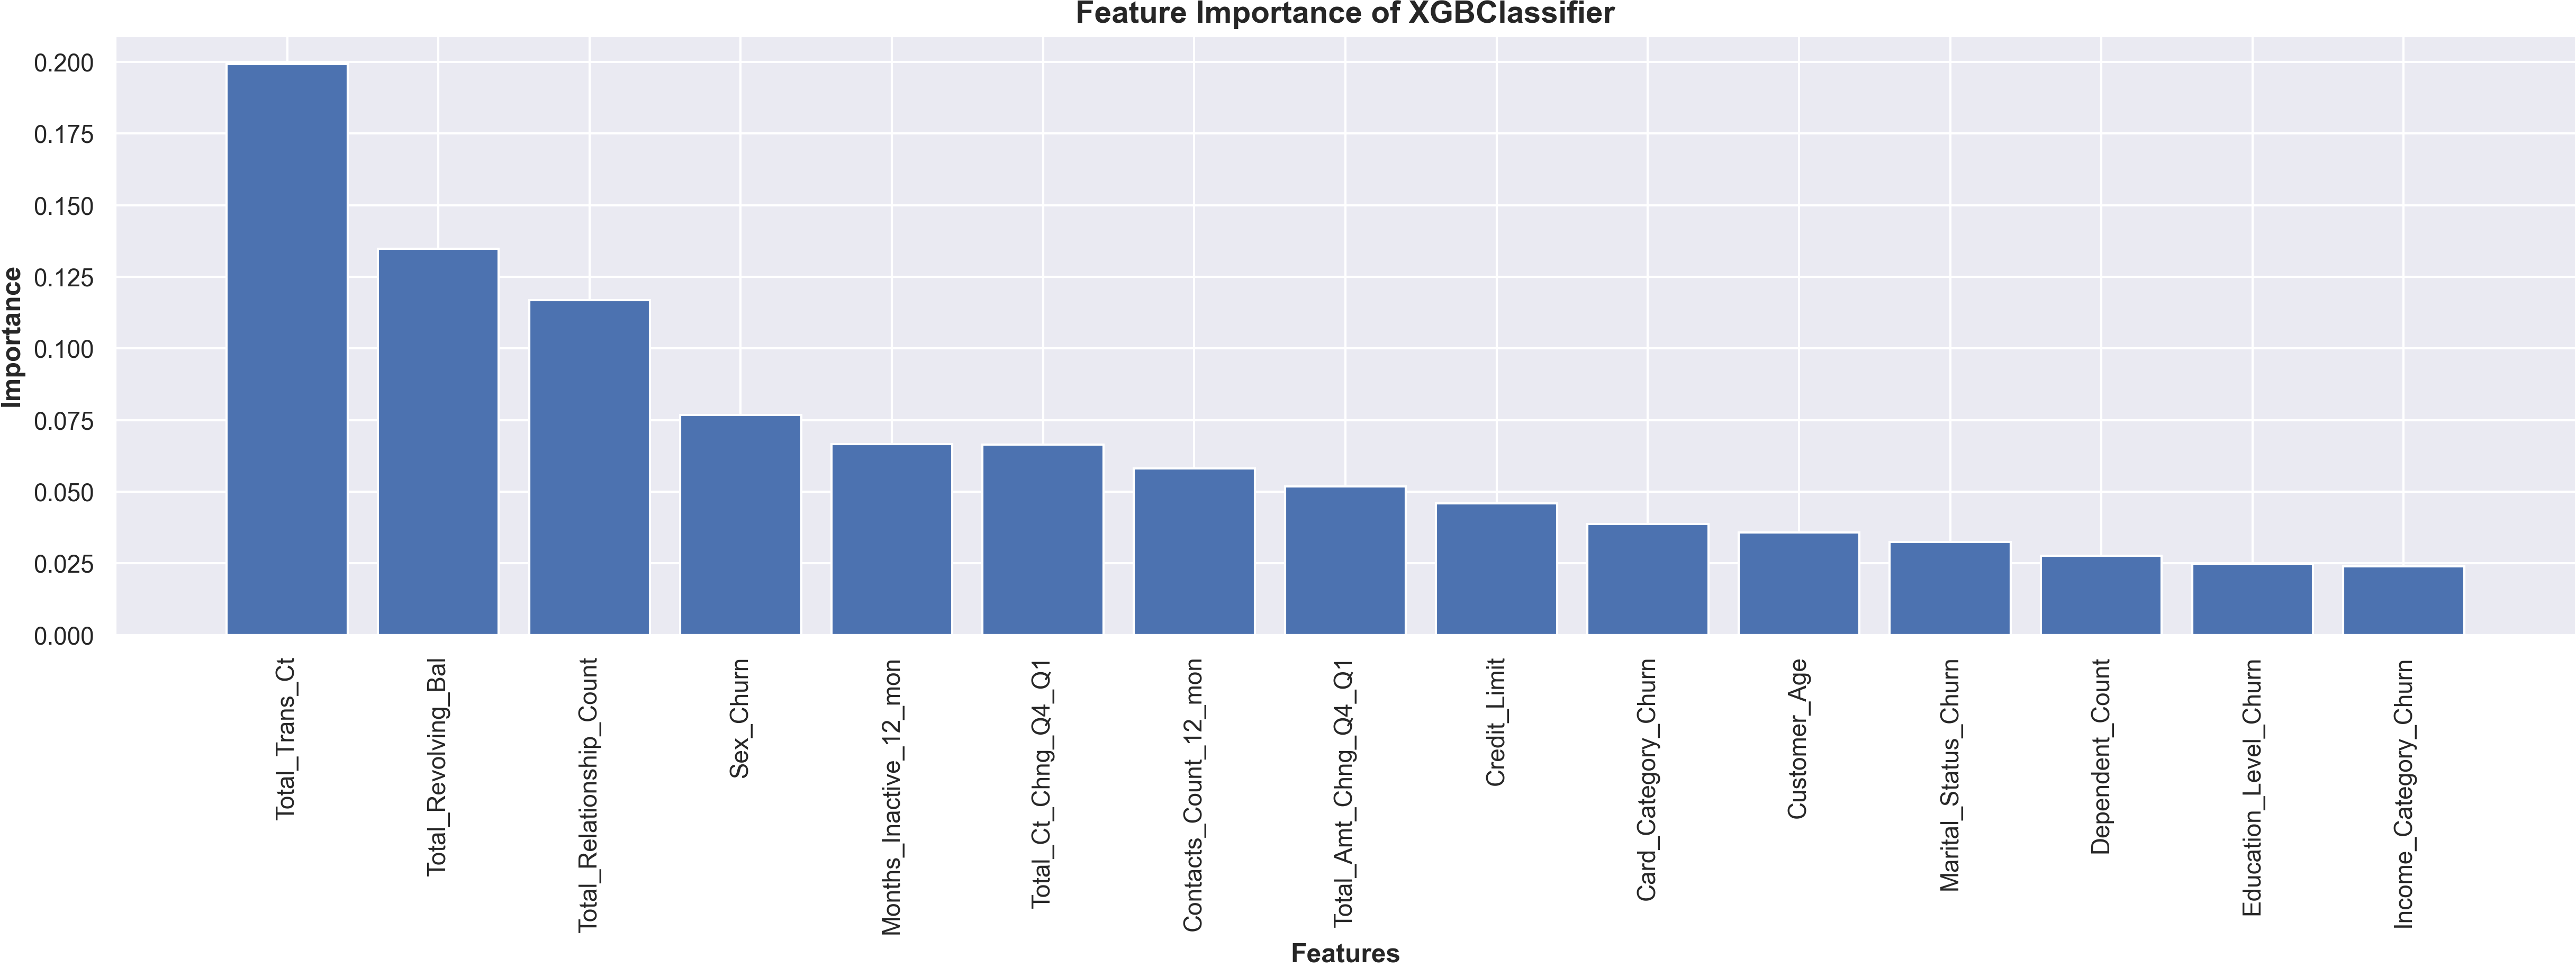 Feature Importance of XGBClassifier
Importance
0.200
0.175
0.150
0.125
0.100
0.075
0.050
0.025
0.000
Total_Trans_Ct
Total_Revolving_Bal
Total_Relationship_Count
Sex_Churn
Months_Inactive_12_mon
Total_Ct_Chng_Q4_Q1
Contacts_Count_12_mon
Total_Amt_Chng_Q4_Q1
Credit_Limit
Card_Category_Churn
Customer_Age
Marital_Status_Churn
Dependent_Count
Education_Level_Churn
Income_Category_Churn
Features